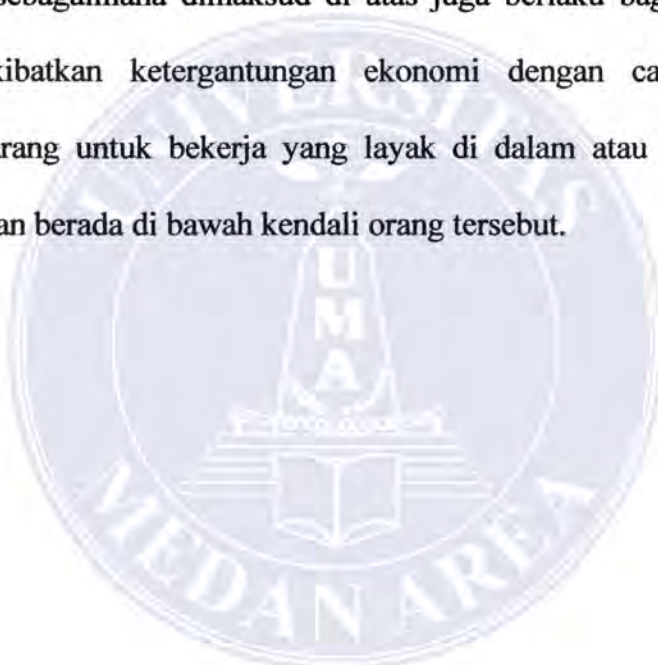 sebagaimana dimaksud di atas juga berlaku bag
kibatkan ketergantungan ekonomi dengan ca
rang untuk bekerja yang layak di dalam atau
an berada di bawah kendali orang tersebut.
UNIVERSITAS
UMA
MEDAN AREA